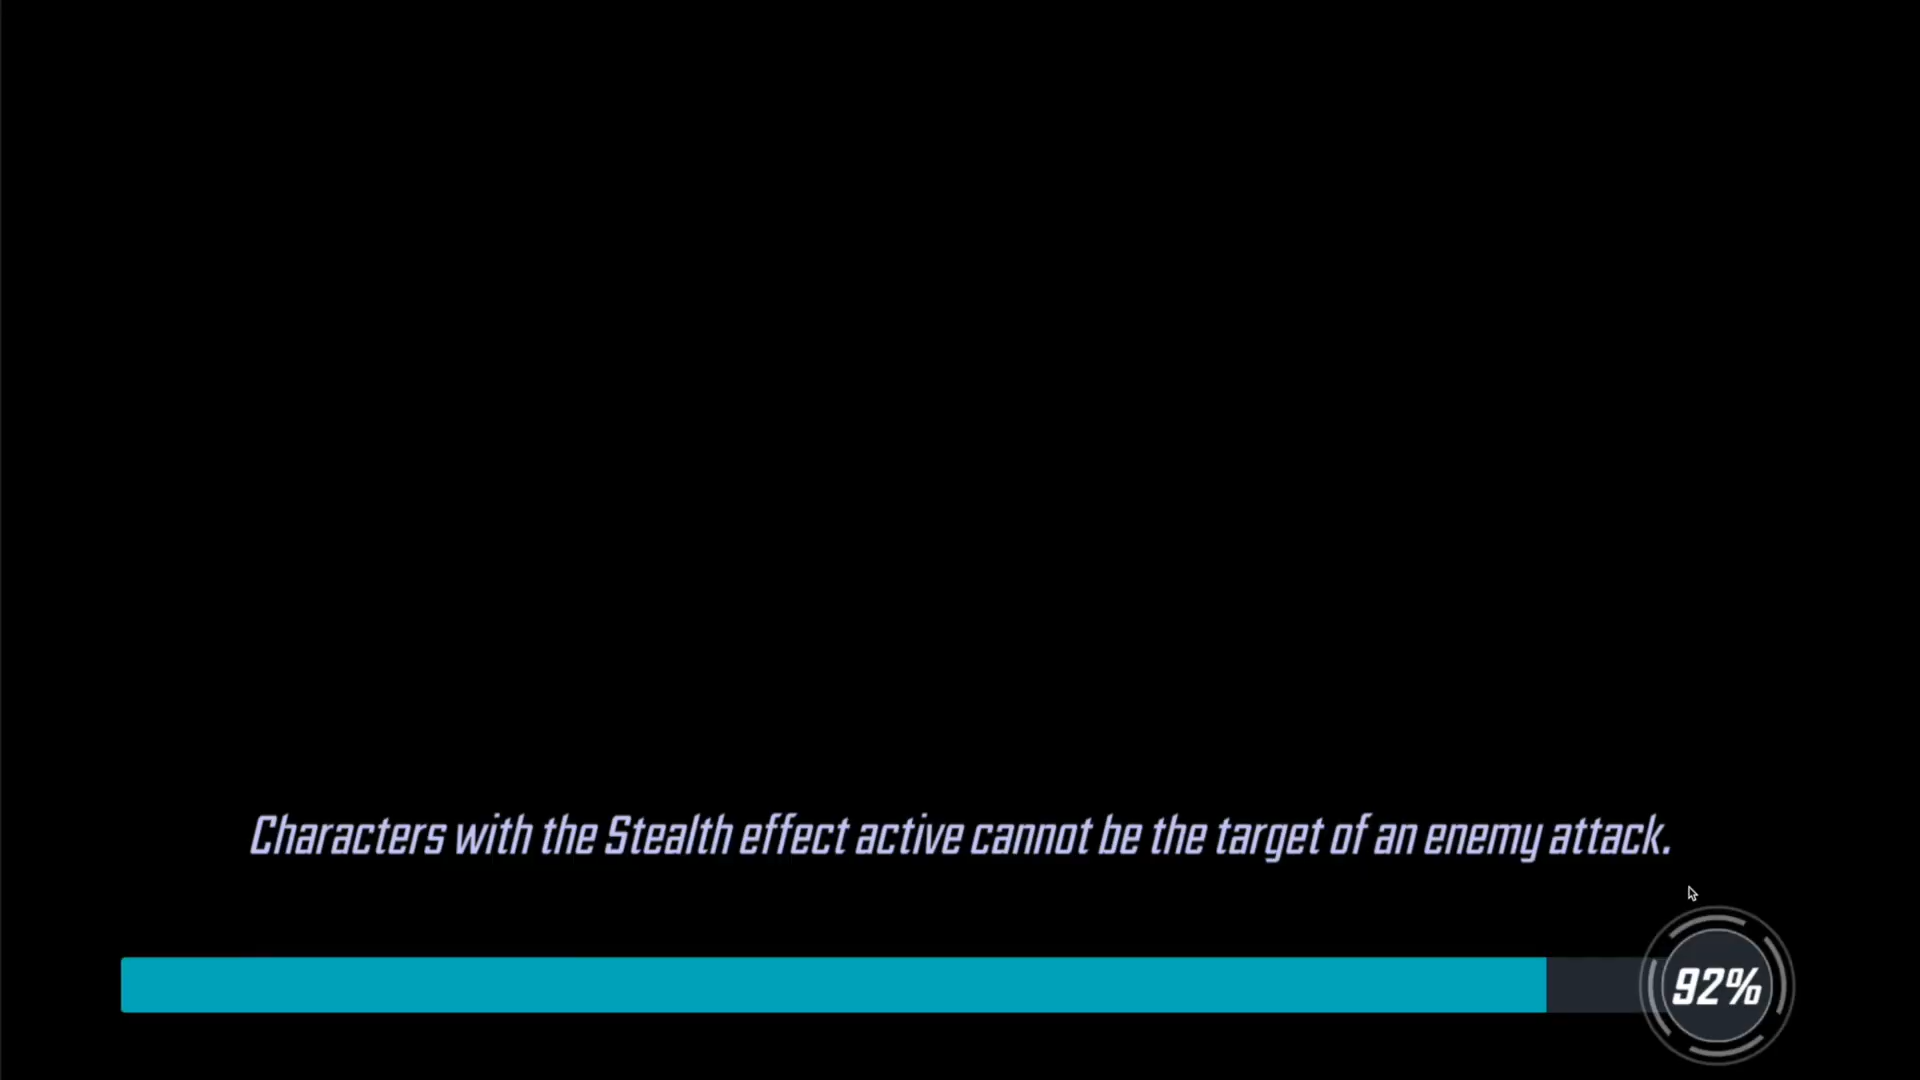 Characters with the Stealth effect active cannot be the target of an enemy attack.
92%